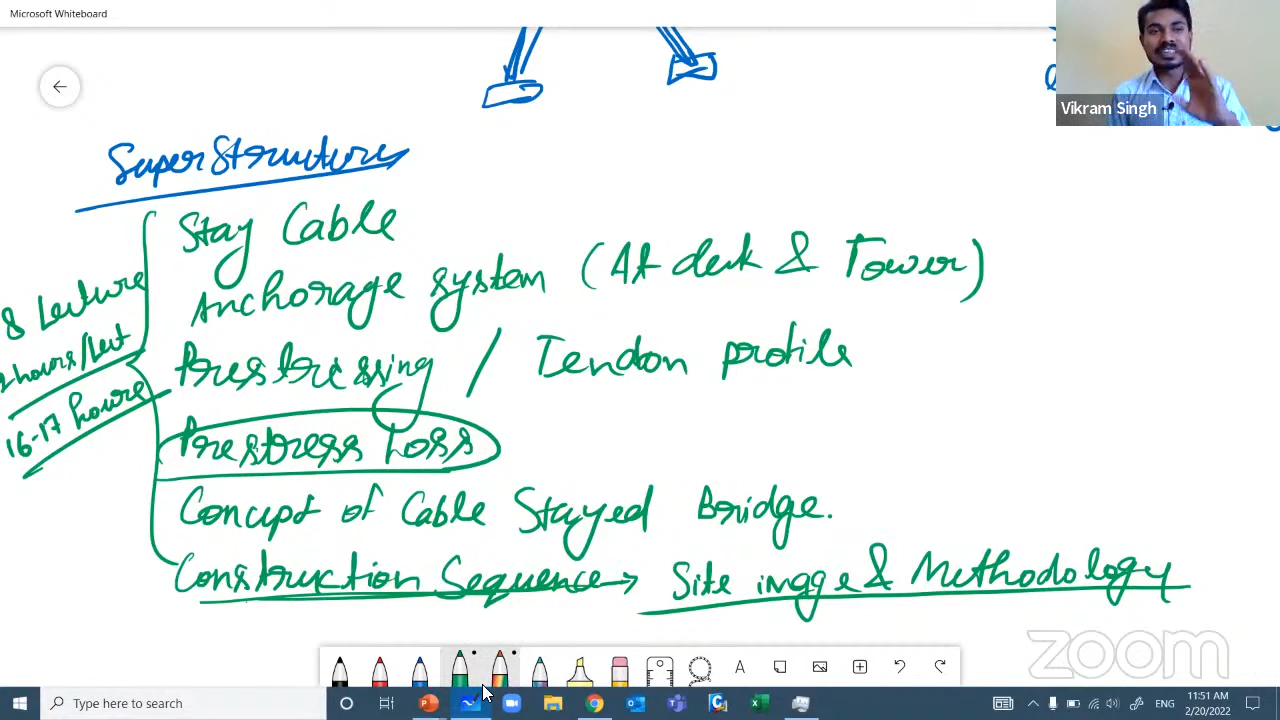 Microsoft Whiteboard
Vikram Singh
SuperStructure
Stay Cable
Anchorage system (At deck & Tower)
Prestressing / Tendon profile
Prestress Loss
Concept of Cable Stayed Bridge.
Construction Sequence → Site image & Methodology
8 Lecture
2 hours/Lect
16-17 hours
zoom
A
Type here to search
ENG
11:51 AM
2/20/2022